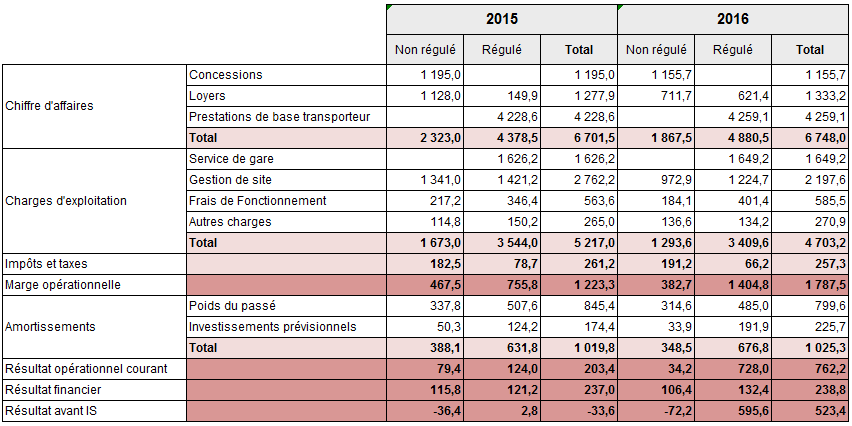 2015 2016
Non régulé Régulé Total Non régulé Régulé Total
Chiffre d'affaires
Concessions 1 195,0 1 195,0 1 155,7 1 155,7
Loyers 1 128,0 149,9 1 277,9 711,7 621,4 1 333,2
Prestations de base transporteur 4 228,6 4 228,6 4 259,1 4 259,1
Total 2 323,0 4 378,5 6 701,5 1 867,5 4 880,5 6 748,0
Charges d'exploitation
Service de gare 1 626,2 1 626,2 1 649,2 1 649,2
Gestion de site 1 341,0 1 421,2 2 762,2 972,9 1 224,7 2 197,6
Frais de Fonctionnement 217,2 346,4 563,6 184,1 401,4 585,5
Autres charges 114,8 150,2 265,0 136,6 134,2 270,9
Total 1 673,0 3 544,0 5 217,0 1 293,6 3 409,6 4 703,2
Impôts et taxes 182,5 78,7 261,2 191,2 66,2 257,3
Marge opérationnelle 467,5 755,8 1 223,3 382,7 1 404,8 1 787,5
Amortissements
Poids du passé 337,8 507,6 845,4 314,6 485,0 799,6
Investissements prévisionnels 50,3 124,2 174,4 33,9 191,9 225,7
Total 388,1 631,8 1 019,8 348,5 676,8 1 025,3
Résultat opérationnel courant 79,4 124,0 203,4 34,2 728,0 762,2
Résultat financier 115,8 121,2 237,0 106,4 132,4 238,8
Résultat avant IS -36,4 2,8 -33,6 -72,2 595,6 523,4